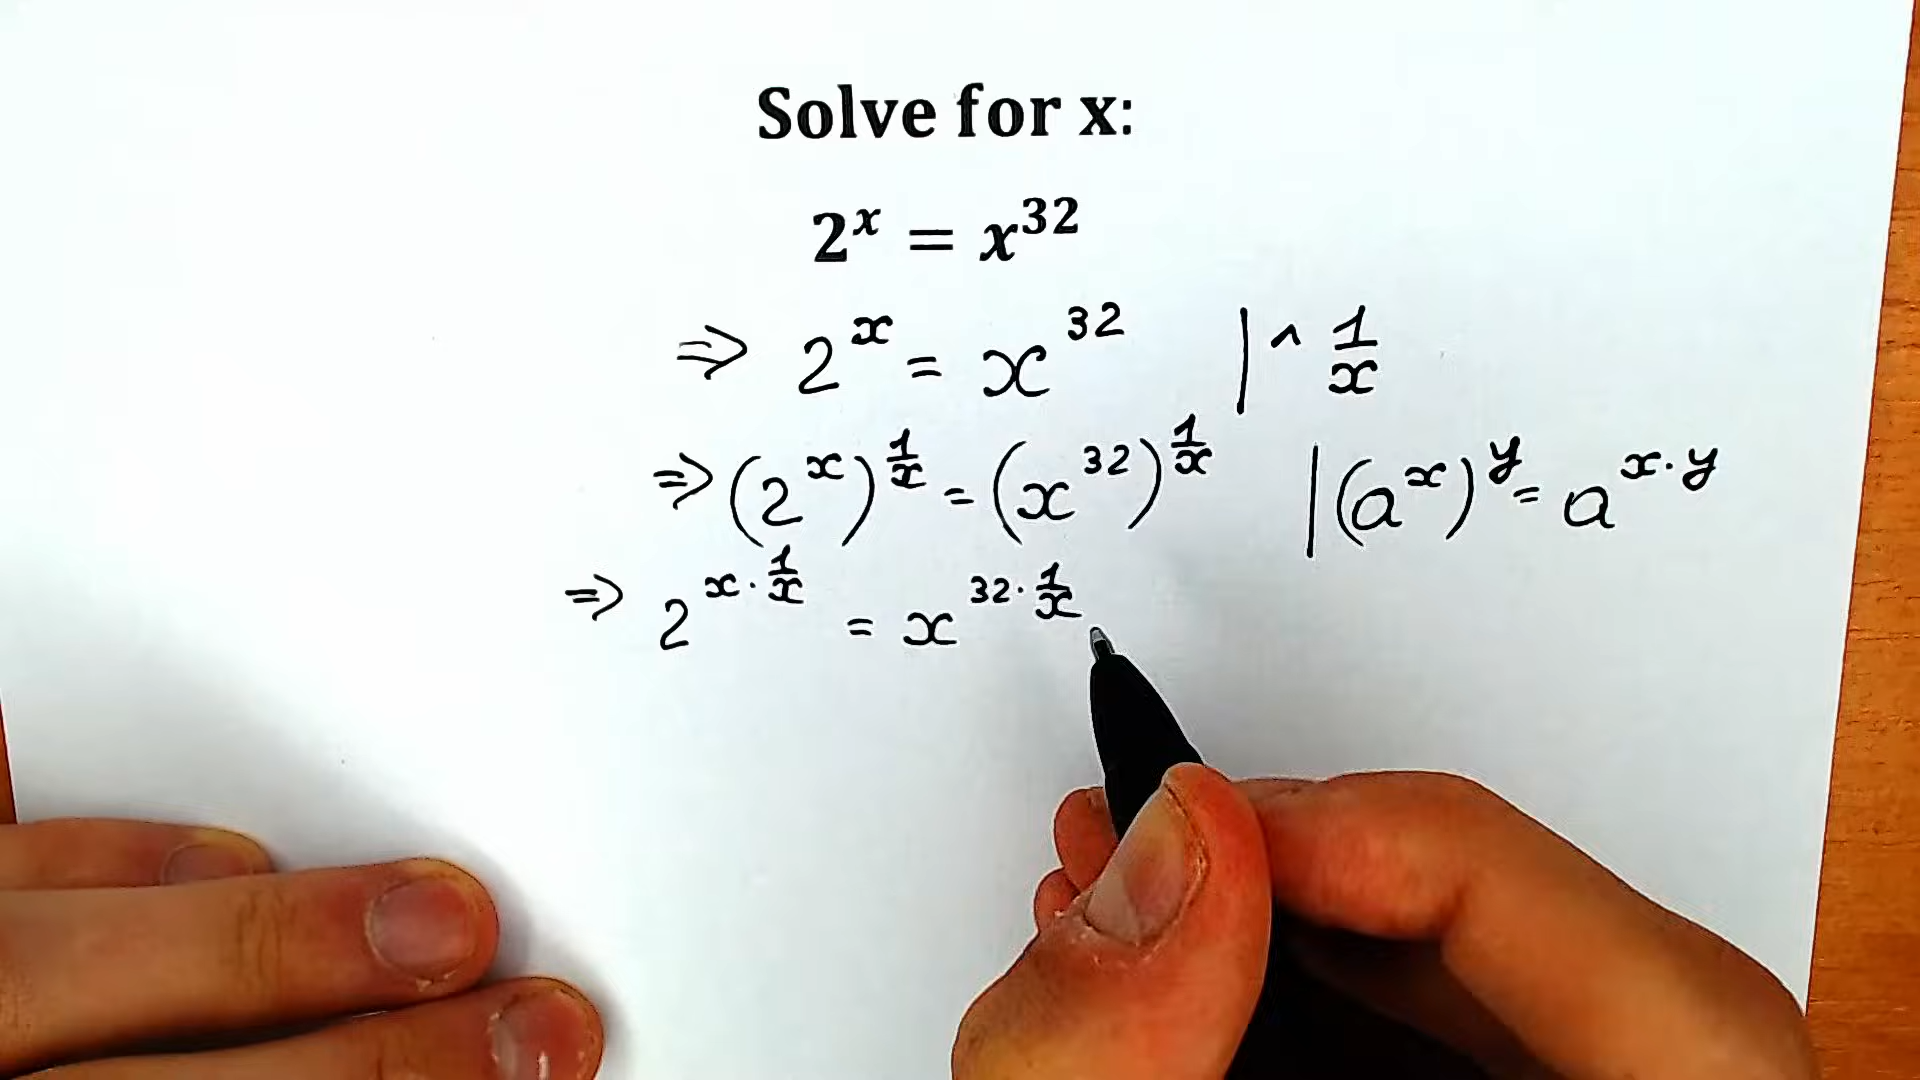 Solve for x:
2^x = x^32
⇒ 2^x = x^32 | ^ 1/x
⇒ (2^x)^(1/x) = (x^32)^(1/x) | (a^x)^y = a^(x·y)
⇒ 2^(x·1/x) = x^(32·1/x)